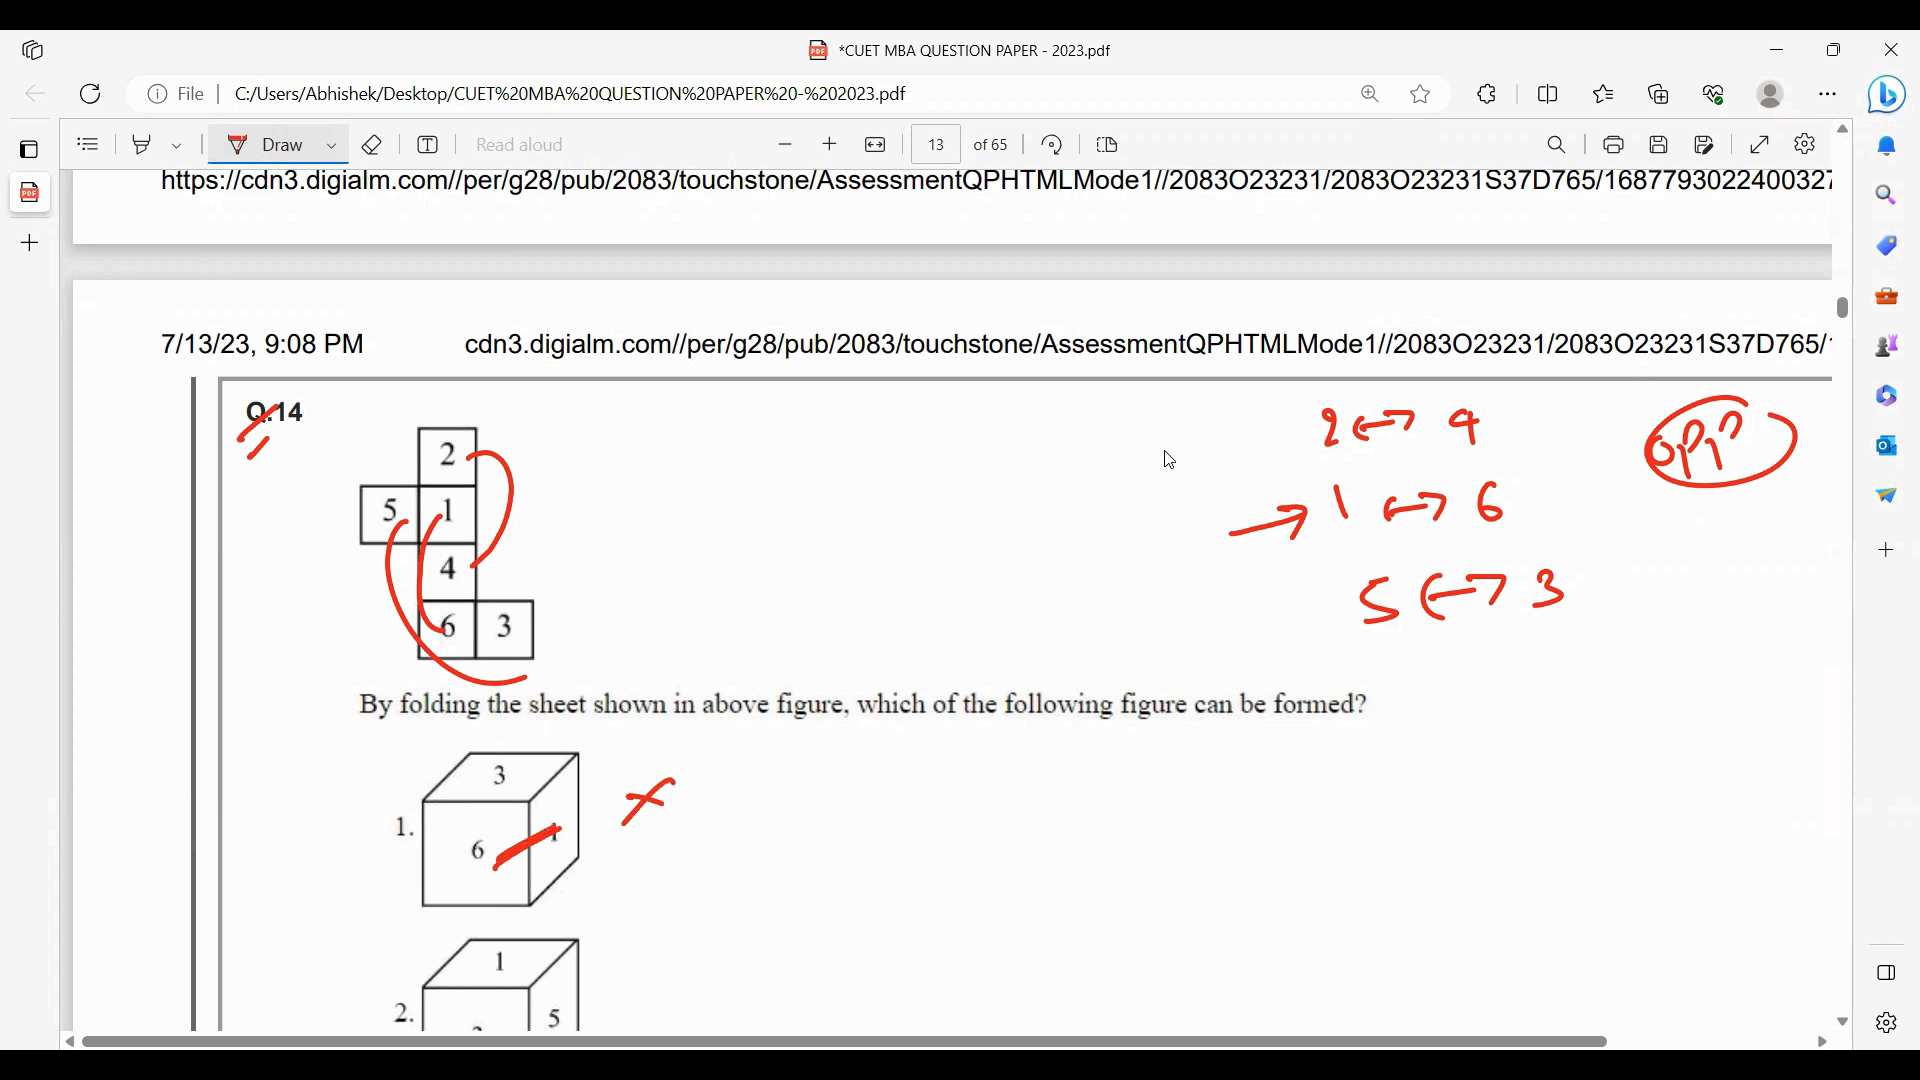 *CUET MBA QUESTION PAPER - 2023.pdf
File
C:/Users/Abhishek/Desktop/CUET%20MBA%20QUESTION%20PAPER%20-%202023.pdf
Draw
Read aloud
13
of 65
https://cdn3.digialm.com//per/g28/pub/2083/touchstone/AssessmentQPHTMLMode1//2083O23231/2083O23231S37D765/1687793022400327
7/13/23, 9:08 PM
cdn3.digialm.com//per/g28/pub/2083/touchstone/AssessmentQPHTMLMode1//2083O23231/2083O23231S37D765/1
Q.14
2
5 1
4
6 3
2 ↔ 4
opp
→ 1 ↔ 6
5 ↔ 3
By folding the sheet shown in above figure, which of the following figure can be formed?
1.
3
6
2.
1
5